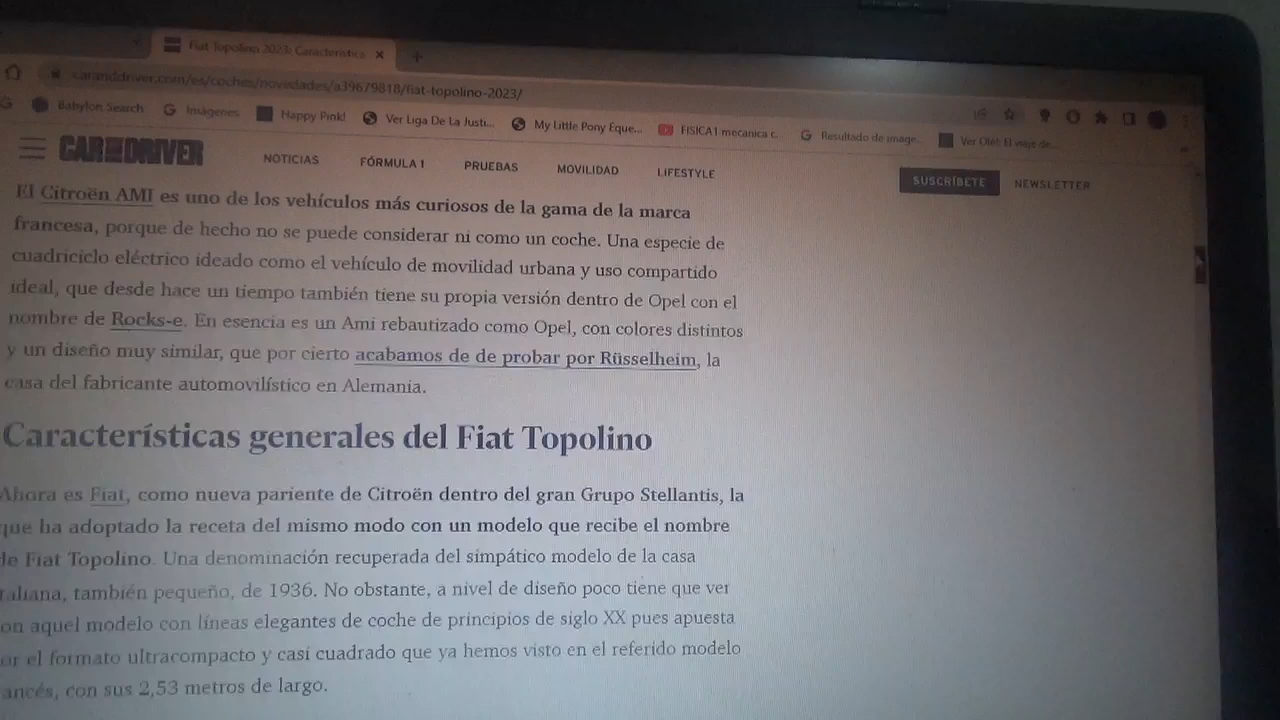 Fiat Topolino 2023: Característica
caranddriver.com/es/coches/novedades/a39679818/fiat-topolino-2023/
Babylon Search Imágenes Happy Pink! Ver Liga De La Justi... My Little Pony Eque... FISICA I mecanica t... Resultado de image... Ver Olé! El viaje de...
CAR AND DRIVER NOTICIAS FÓRMULA 1 PRUEBAS MOVILIDAD LIFESTYLE SUSCRÍBETE NEWSLETTER
El Citroën AMI es uno de los vehículos más curiosos de la gama de la marca
francesa, porque de hecho no se puede considerar ni como un coche. Una especie de
cuadriciclo eléctrico ideado como el vehículo de movilidad urbana y uso compartido
ideal, que desde hace un tiempo también tiene su propia versión dentro de Opel con el
nombre de Rocks-e. En esencia es un Ami rebautizado como Opel, con colores distintos
y un diseño muy similar, que por cierto acabamos de de probar por Rüsselheim, la
casa del fabricante automovilístico en Alemania.
Características generales del Fiat Topolino
Ahora es Fiat, como nueva pariente de Citroën dentro del gran Grupo Stellantis, la
que ha adoptado la receta del mismo modo con un modelo que recibe el nombre
de Fiat Topolino. Una denominación recuperada del simpático modelo de la casa
taliana, también pequeño, de 1936. No obstante, a nivel de diseño poco tiene que ver
on aquel modelo con líneas elegantes de coche de principios de siglo XX pues apuesta
or el formato ultracompacto y casi cuadrado que ya hemos visto en el referido modelo
ancés, con sus 2,53 metros de largo.